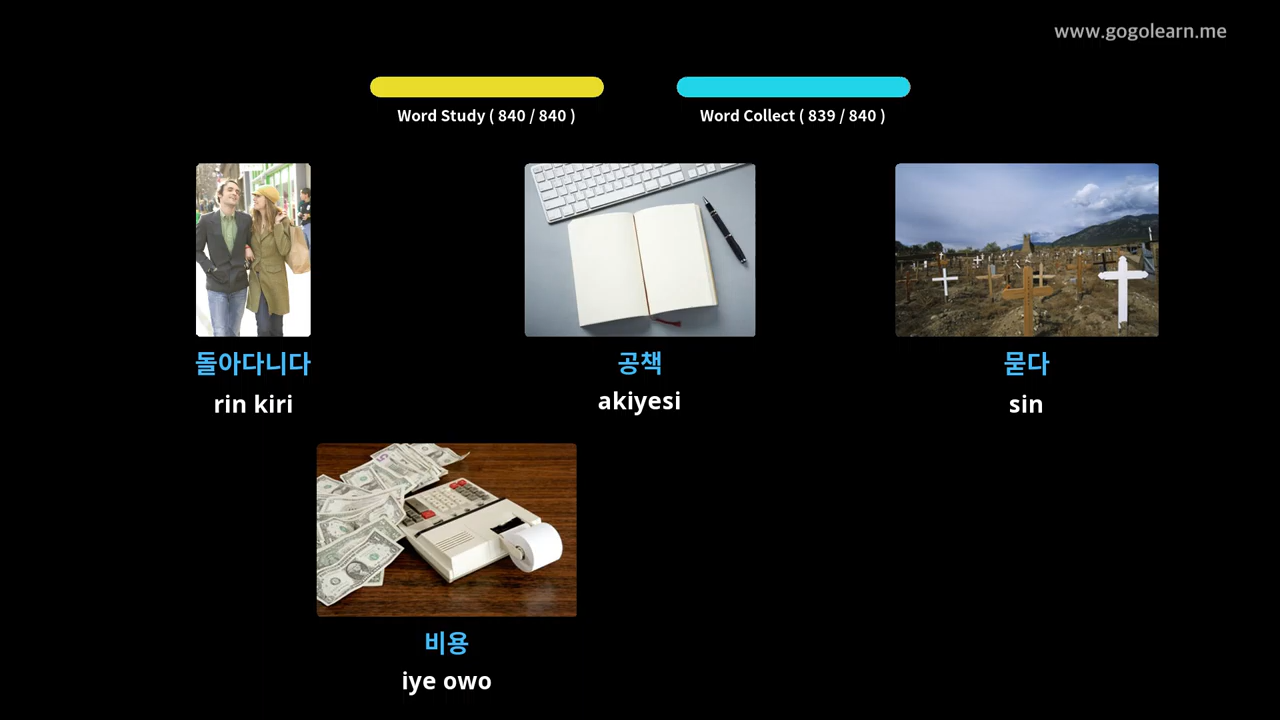 www.gogolearn.me
Word Study ( 840 / 840 )
Word Collect ( 839 / 840 )
돌아다니다
rin kiri
공책
akiyesi
묻다
sin
비용
iye owo